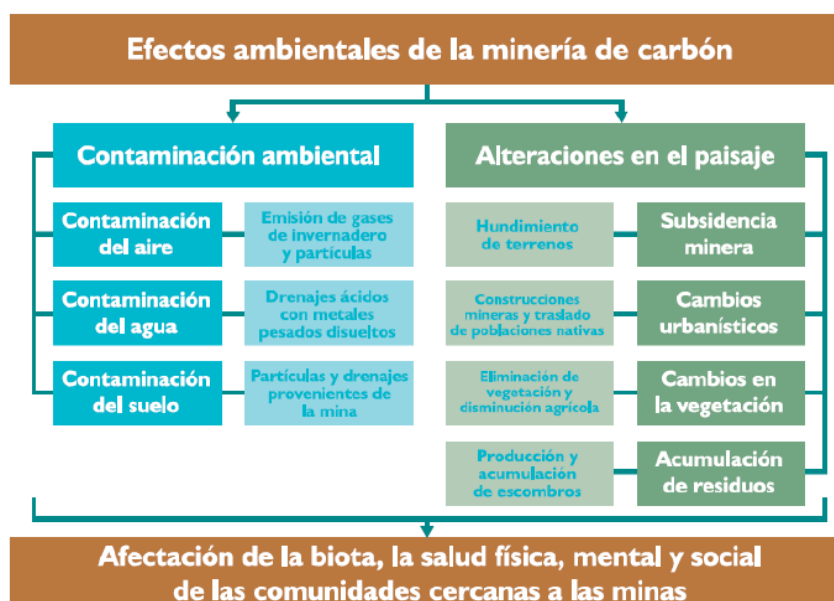 Efectos ambientales de la minería de carbón
Contaminación ambiental
Alteraciones en el paisaje
Contaminación
del aire
Emisión de gases
de invernadero
y partículas
Hundimiento
de terrenos
Subsidencia
minera
Contaminación
del agua
Drenajes ácidos
con metales
pesados disueltos
Construcciones
mineras y traslado
de poblaciones nativas
Cambios
urbanísticos
Contaminación
del suelo
Partículas y drenajes
provenientes de
la mina
Eliminación de
vegetación y
disminución agrícola
Cambios en
la vegetación
Producción y
acumulación
de escombros
Acumulación
de residuos
Afectación de la biota, la salud física, mental y social
de las comunidades cercanas a las minas